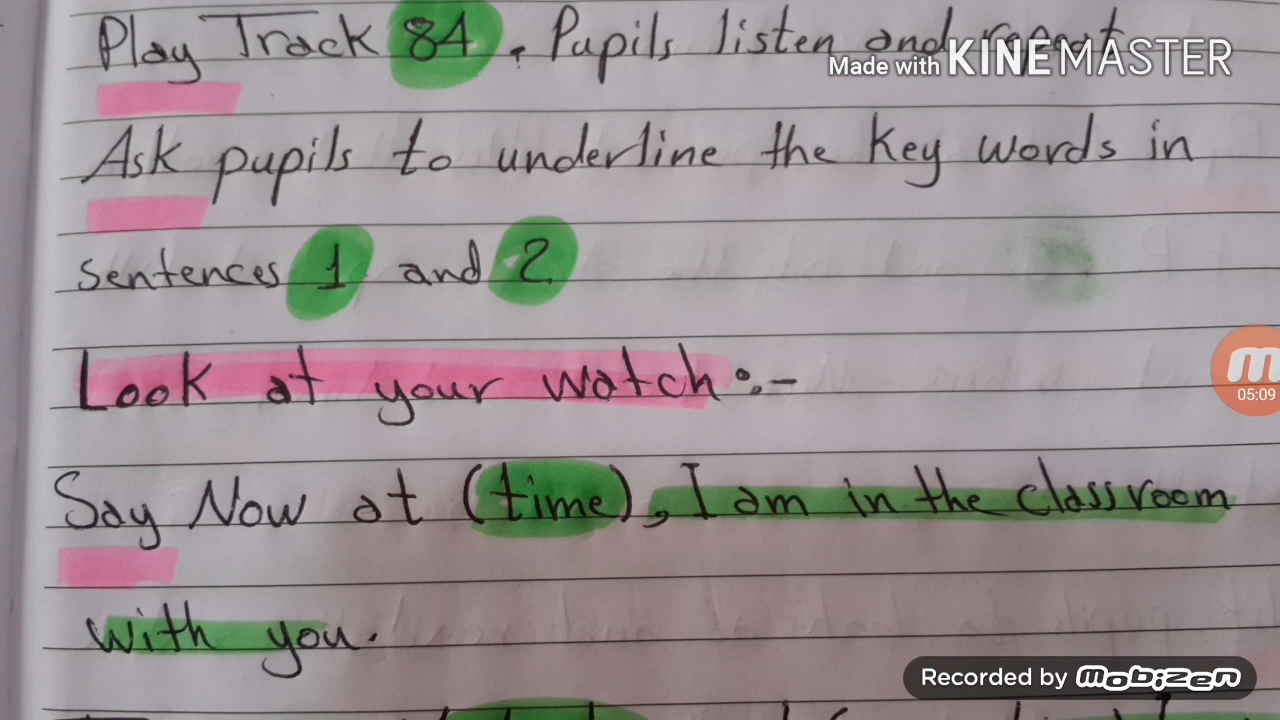 Play Track 84. Pupils listen and repeat
Made with KINEMASTER
Ask pupils to underline the key words in
sentences 1 and 2
Look at your watch:-
05:09
Say Now at (time), I am in the classroom
with you.
Recorded by mobizen